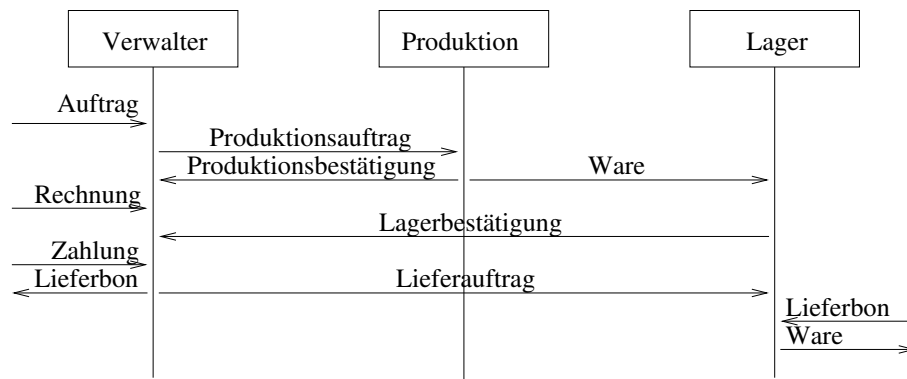 Verwalter
Produktion
Lager
Auftrag
Produktionsauftrag
Produktionsbestätigung
Ware
Rechnung
Lagerbestätigung
Zahlung
Lieferbon
Lieferauftrag
Lieferbon
Ware